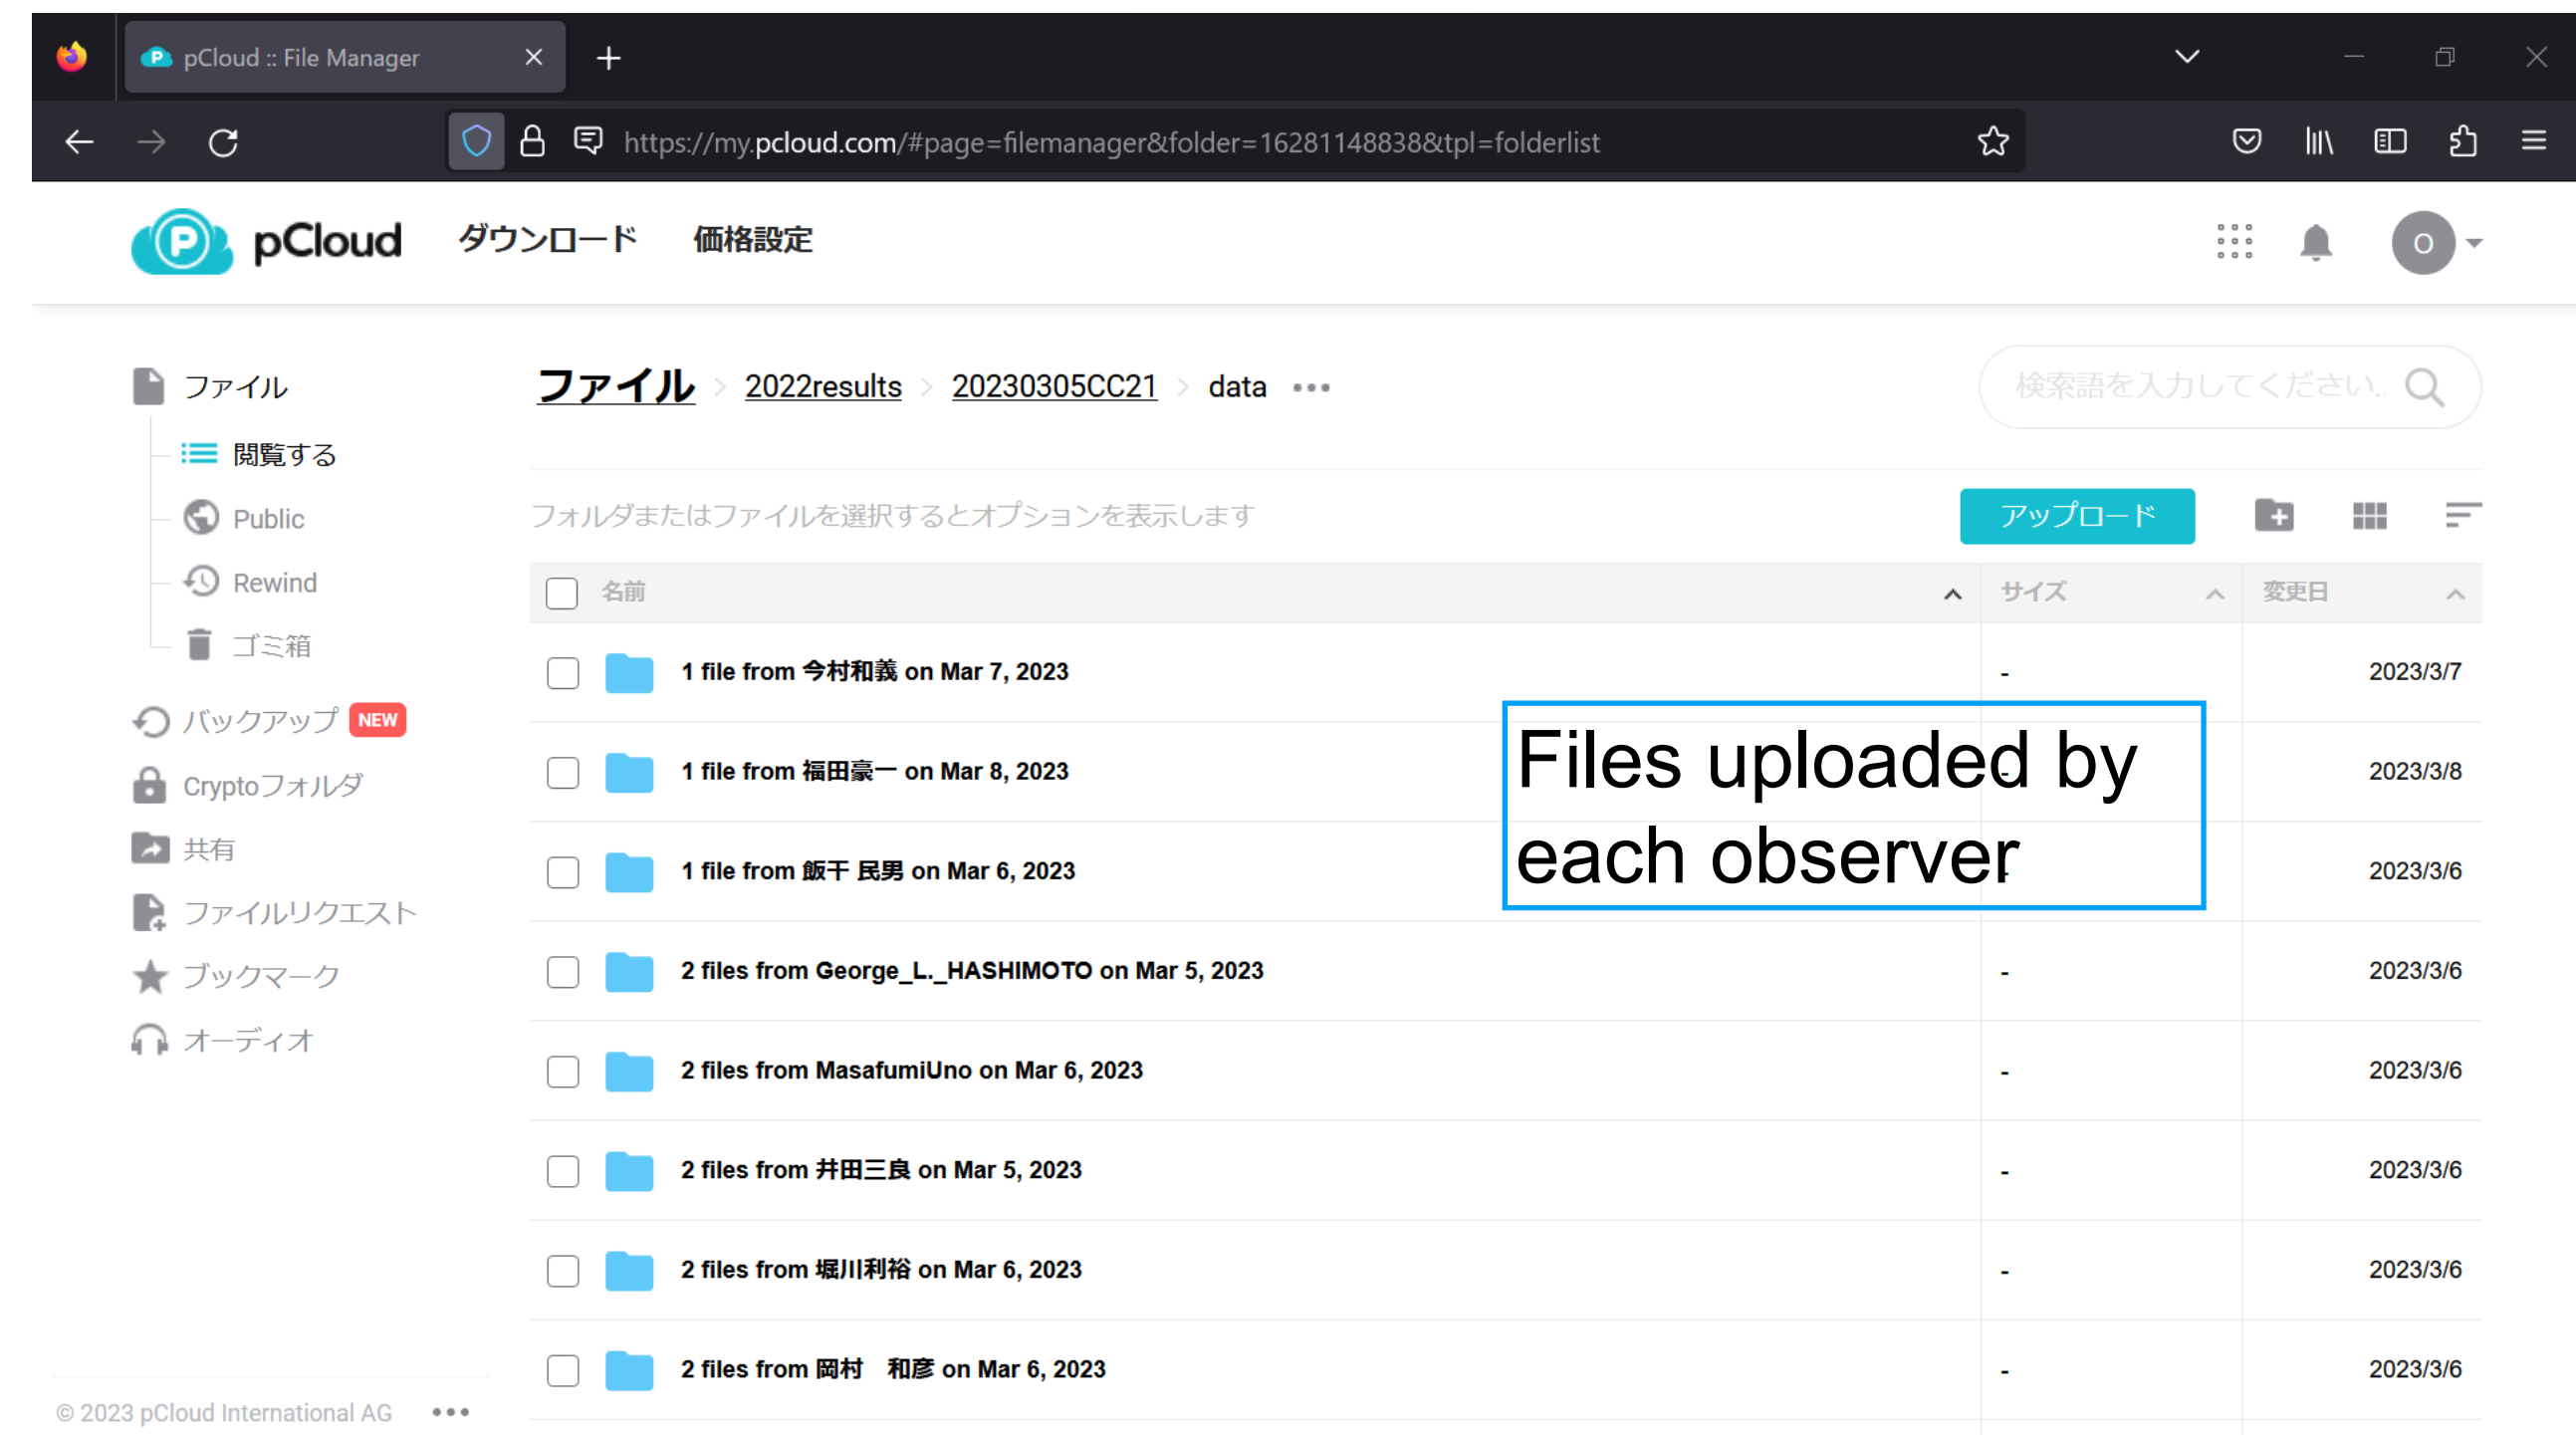 pCloud :: File Manager
https://my.pcloud.com/#page=filemanager&folder=16281148838&tpl=folderlist
P pCloud ダウンロード 価格設定 O
ファイル
ファイル > 2022results > 20230305CC21 > data •••
検索語を入力してください..
閲覧する
Public
Rewind
ゴミ箱
バックアップ NEW
Cryptoフォルダ
共有
ファイルリクエスト
ブックマーク
オーディオ
フォルダまたはファイルを選択するとオプションを表示します アップロード
名前 サイズ 変更日
1 file from 今村和義 on Mar 7, 2023 - 2023/3/7
1 file from 福田豪一 on Mar 8, 2023 - 2023/3/8
1 file from 飯干 民男 on Mar 6, 2023 - 2023/3/6
2 files from George_L._HASHIMOTO on Mar 5, 2023 - 2023/3/6
2 files from MasafumiUno on Mar 6, 2023 - 2023/3/6
2 files from 井田三良 on Mar 5, 2023 - 2023/3/6
2 files from 堀川利裕 on Mar 6, 2023 - 2023/3/6
2 files from 岡村　和彦 on Mar 6, 2023 - 2023/3/6
Files uploaded by
each observer
© 2023 pCloud International AG •••